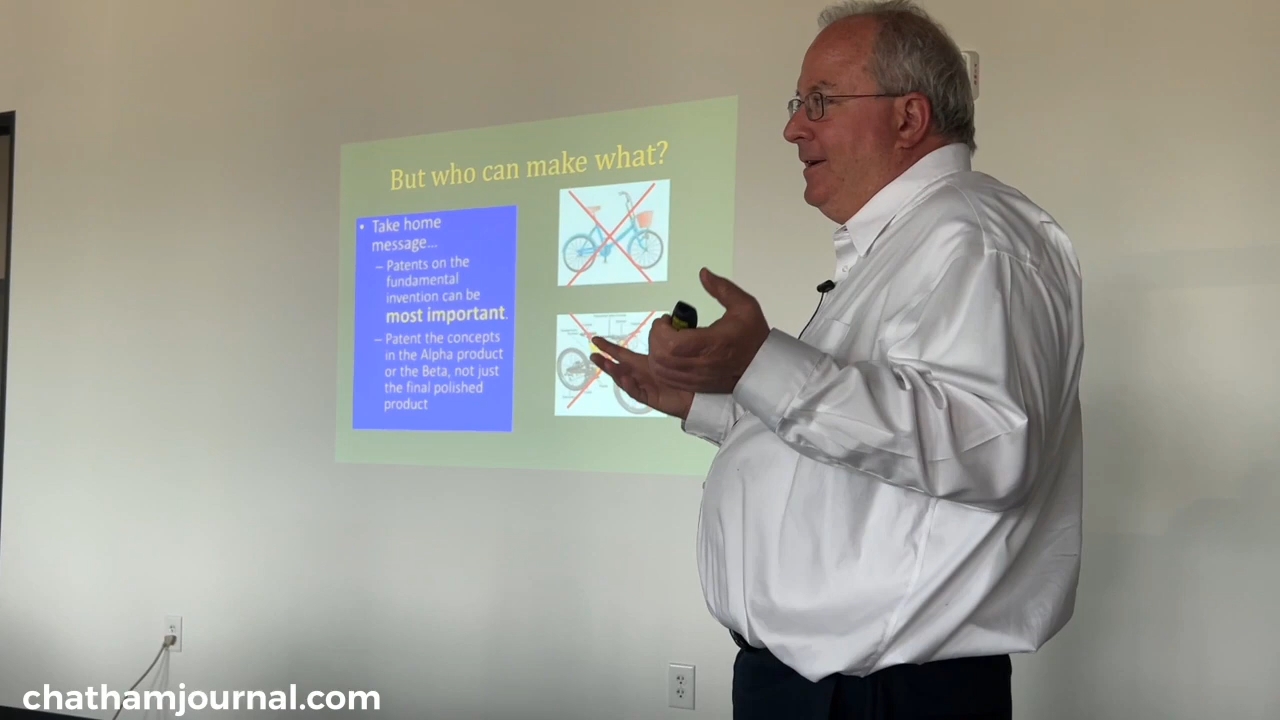 But who can make what?
• Take home
message...
– Patents on the
fundamental
invention can be
most important.
– Patent the concepts
in the Alpha product
or the Beta, not just
the final polished
product
chathamjournal.com